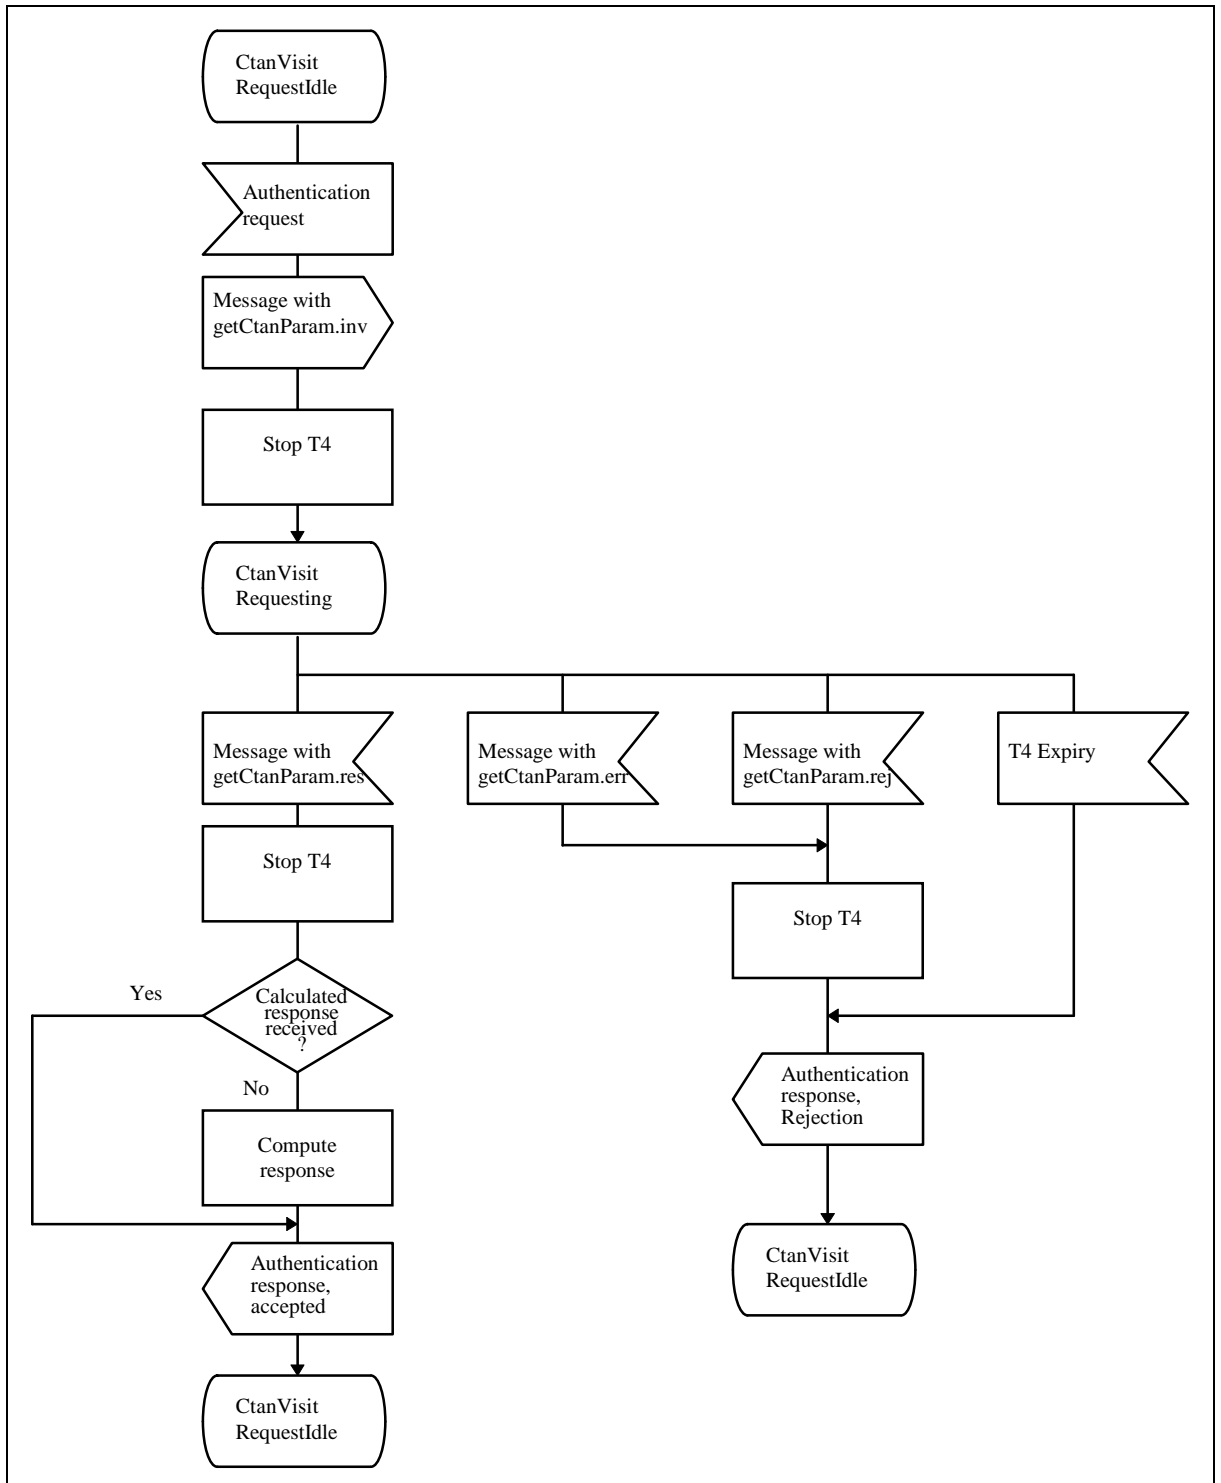 CtanVisit
RequestIdle
Authentication
request
Message with
getCtanParam.inv
Stop T4
CtanVisit
Requesting
Message with
getCtanParam.res
Message with
getCtanParam.err
Message with
getCtanParam.rej
T4 Expiry
Stop T4
Stop T4
Yes
Calculated
response
received
?
No
Compute
response
Authentication
response,
Rejection
Authentication
response,
accepted
CtanVisit
RequestIdle
CtanVisit
RequestIdle